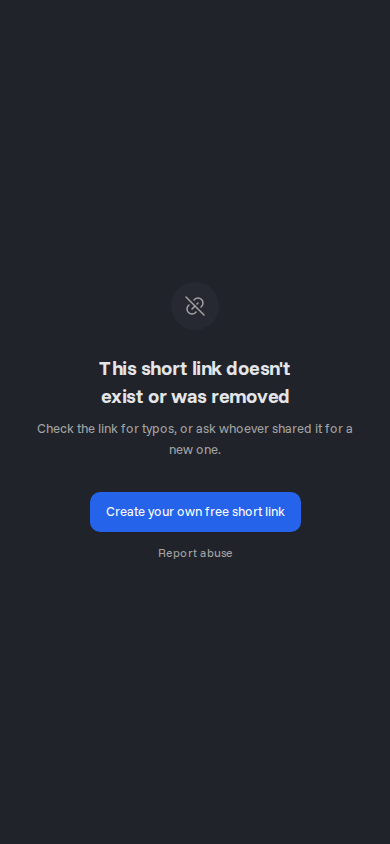 This short link doesn't
exist or was removed
Check the link for typos, or ask whoever shared it for a
new one.
Create your own free short link
Report abuse